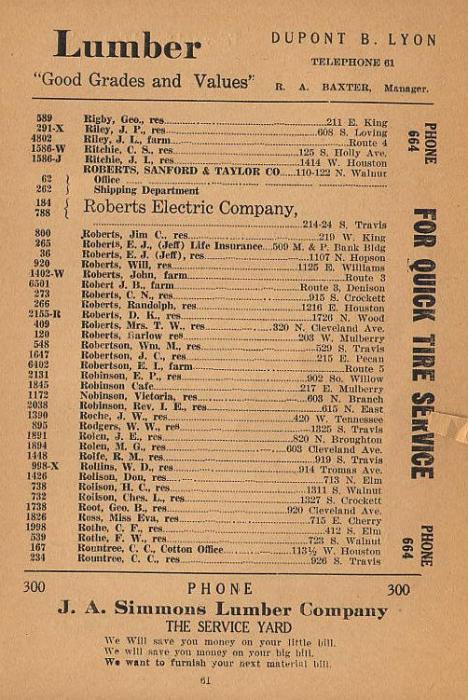 Lumber
"Good Grades and Values"
DUPONT B. LYON
TELEPHONE 61
R. A. BAXTER, Manager.
589 Rigby, Geo., res 211 E. King
291-X Riley, J. P., res 608 S. Loving
4802 Riley, J. L., farm Route 4
1586-W Ritchie, C. S., res 125 S. Holly Ave.
1586-J Ritchie, J. I., res 1414 W. Houston
ROBERTS, SANFORD & TAYLOR CO. 110-122 N. Walnut
62 } Office
262 } Shipping Department
184 } Roberts Electric Company,
788 } 214-24 S. Travis
800 Roberts, Jim C., res 219 W. King
265 Roberts, E. J., (Jeff) Life Insurance 509 M. & P. Bank Bldg
36 Roberts, E. J. (Jeff), res 1107 N. Hopson
920 Roberts, Will, res 1125 E. Williams
1402-W Roberts, John, farm Route 3
6501 Robert J. B., farm Route 3, Denison
273 Roberts, C. N., res 915 S. Crockett
266 Roberts, Randolph, res 1216 E. Houston
2155-R Roberts, D. K., res 1726 N. Wood
409 Roberts, Mrs. T. W., res 320 N. Cleveland Ave.
120 Roberts, Barlow res 203 W. Mulberry
548 Robertson, Wm. M., res 529 S. Travis
1647 Robertson, J. C., res 215 E. Pecan
6402 Robertson, E. L., farm Route 5
2131 Robinson, E. P., res 902 So. Willow
1845 Robinson Cafe 217 E. Mulberry
1172 Nobinson, Victoria, res 603 N. Branch
2038 Robinson, Rev. I. E., res 615 N. East
1390 Roche, J. W., res 420 W. Tennessee
895 Rodgers, W. W., res 1325 S. Travis
1891 Rolen, J. E., res 820 N. Broughton
1894 Rolen, M. G., res 603 Cleveland Ave.
1448 Rolfe, R. M., res 919 S. Travis
998-X Rollins, W. D., res 914 Tromas Ave.
1426 Rolison, Don, res 713 N. Elm
738 Rolison, H. C., res 1311 S. Walnut
732 Rolison, Ches. L., res 1327 S. Crockett
1738 Root, Geo. B., res 920 Cleveland Ave.
1826 Ross, Miss Eva, res 715 E. Cherry
1998 Rothe, C. F., res 412 S. Elm
539 Rothe, F. W., res 723 S. Walnut
167 Rountree, C. C., Cotton Office 113½ W. Houston
234 Rountree, C. C., res 926 S. Travis
PHONE
664
FOR QUICK TIRE SERVICE
PHONE
664
300 PHONE 300
J. A. Simmons Lumber Company
THE SERVICE YARD
We Will save you money on your little bill.
We will save you money on your big bill.
We want to furnish your next material bill.
61